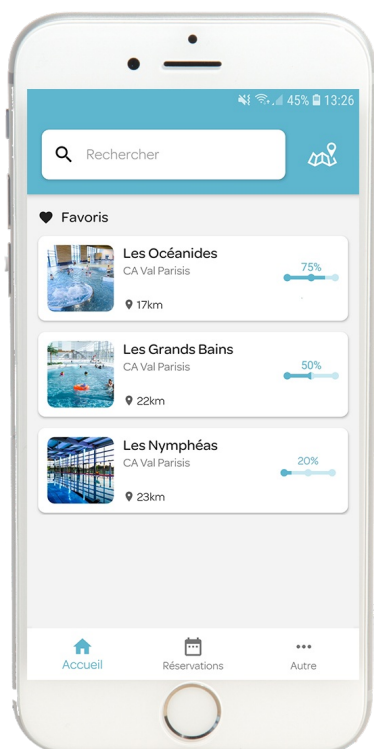 45% 13:26
Rechercher
Favoris
Les Océanides
CA Val Parisis
75%
17km
Les Grands Bains
CA Val Parisis
50%
22km
Les Nymphéas
CA Val Parisis
20%
23km
Accueil
Réservations
Autre